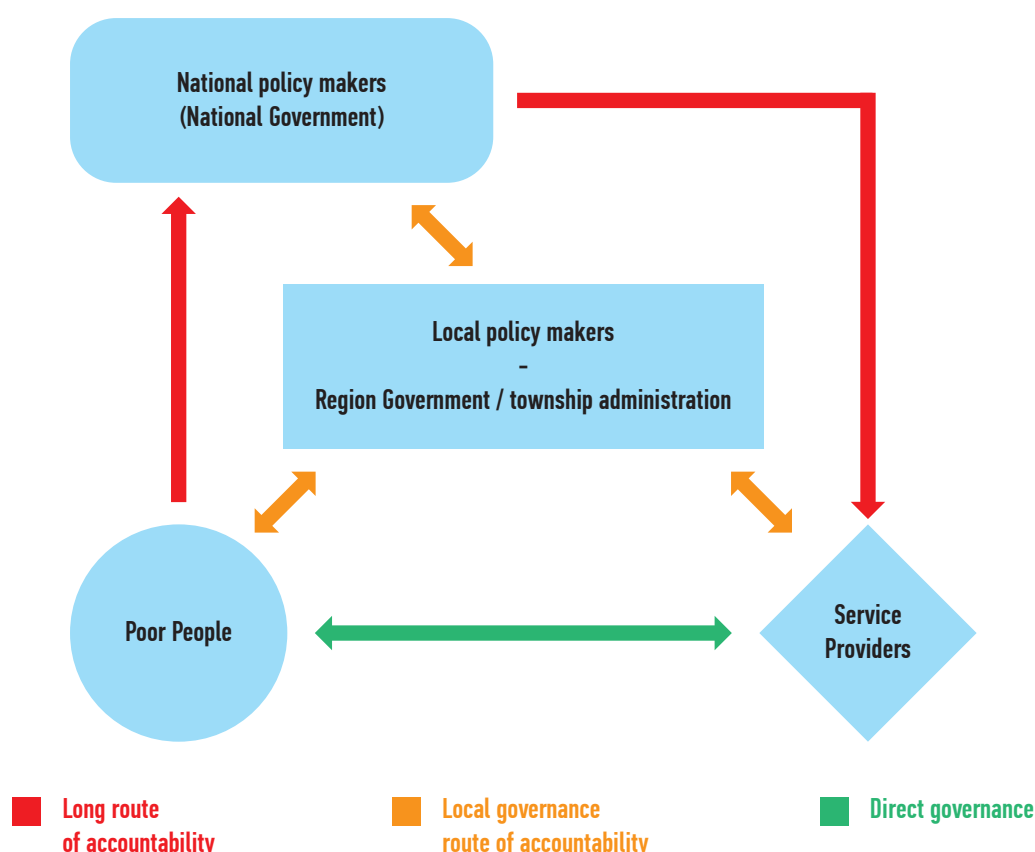 National policy makers
(National Government)
Local policy makers
-
Region Government / township administration
Poor People
Service
Providers
Long route
of accountability
Local governance
route of accountability
Direct governance